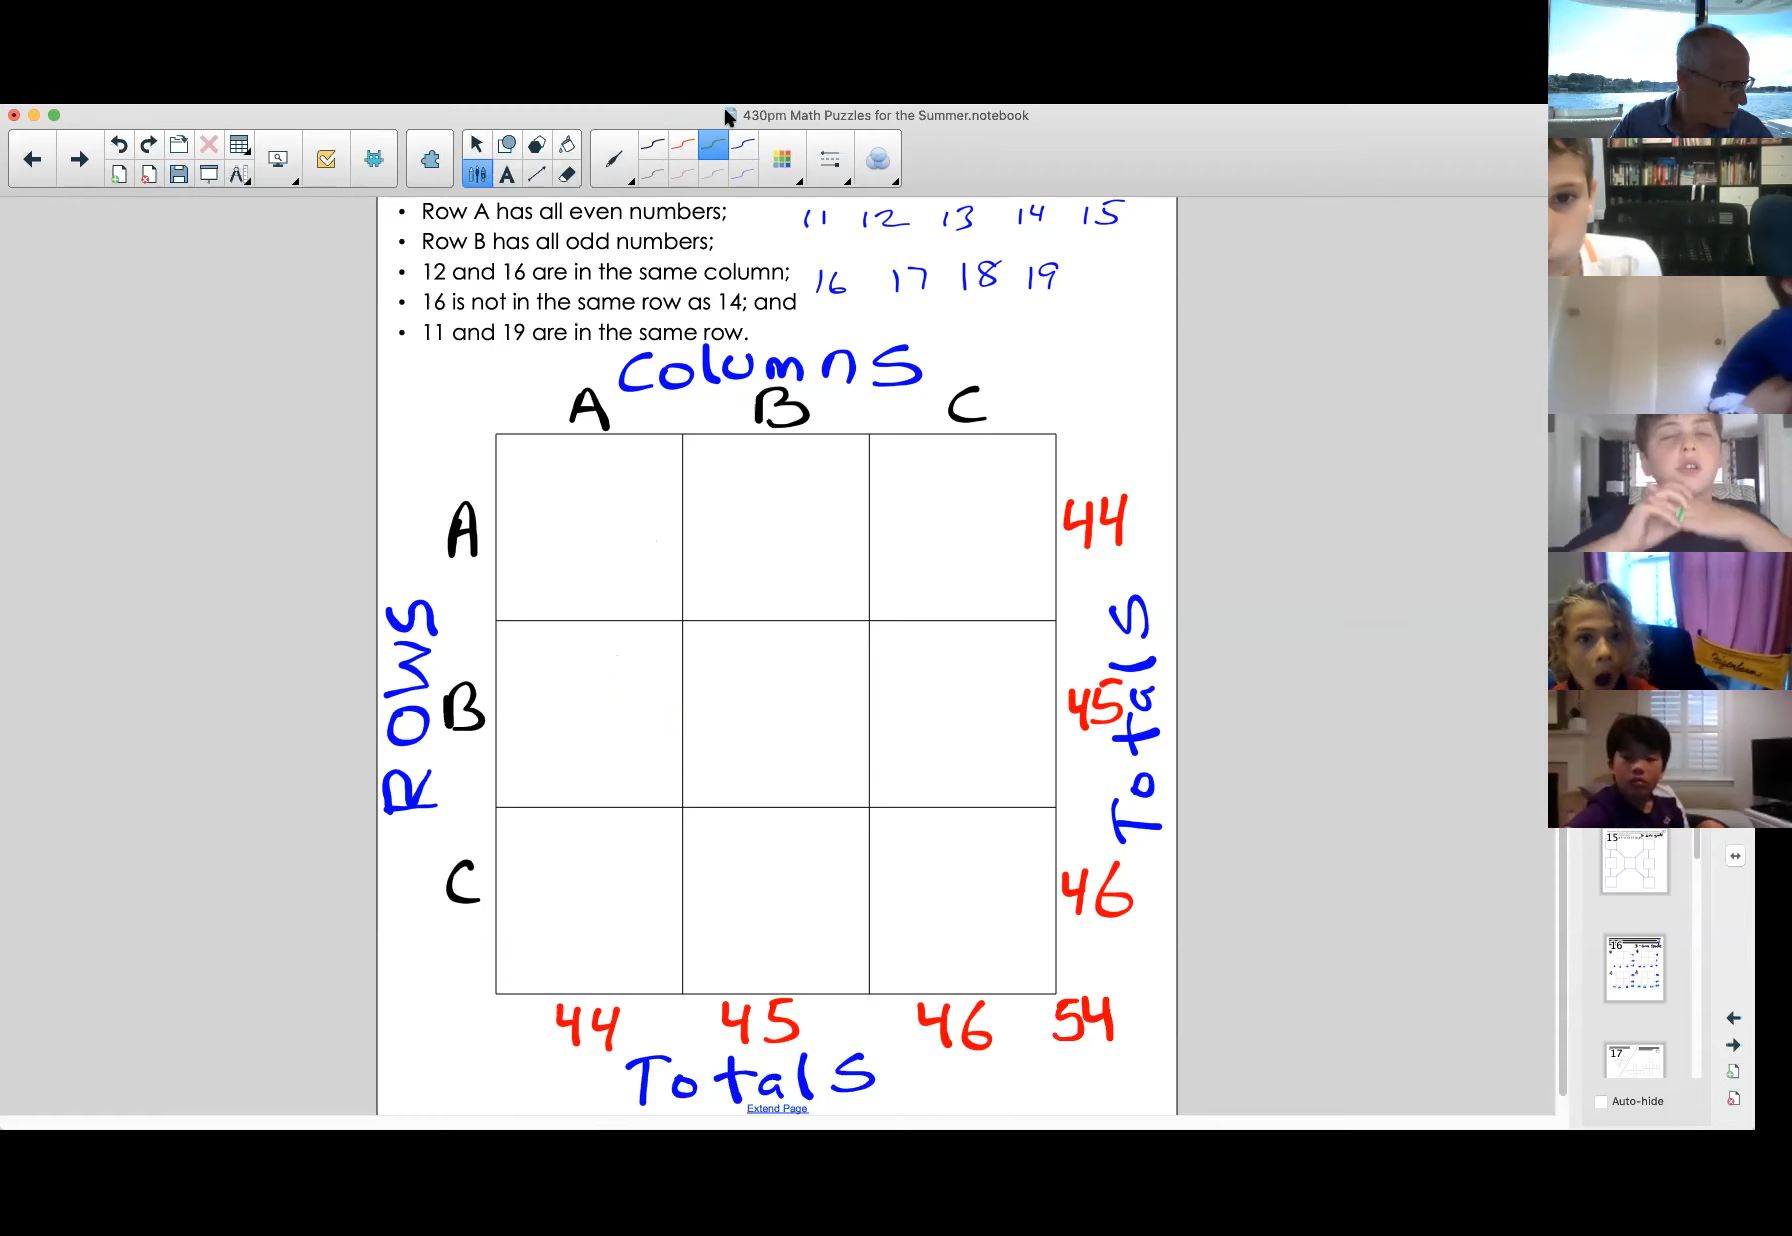 430pm Math Puzzles for the Summer.notebook
• Row A has all even numbers;
11 12 13 14 15
• Row B has all odd numbers;
• 12 and 16 are in the same column;
16 17 18 19
• 16 is not in the same row as 14; and
• 11 and 19 are in the same row.
Columns
A B C
A 44
B 45
C 46
ROWS
Totals
44 45 46 54
Totals
Extend Page
15
16
17
Auto-hide